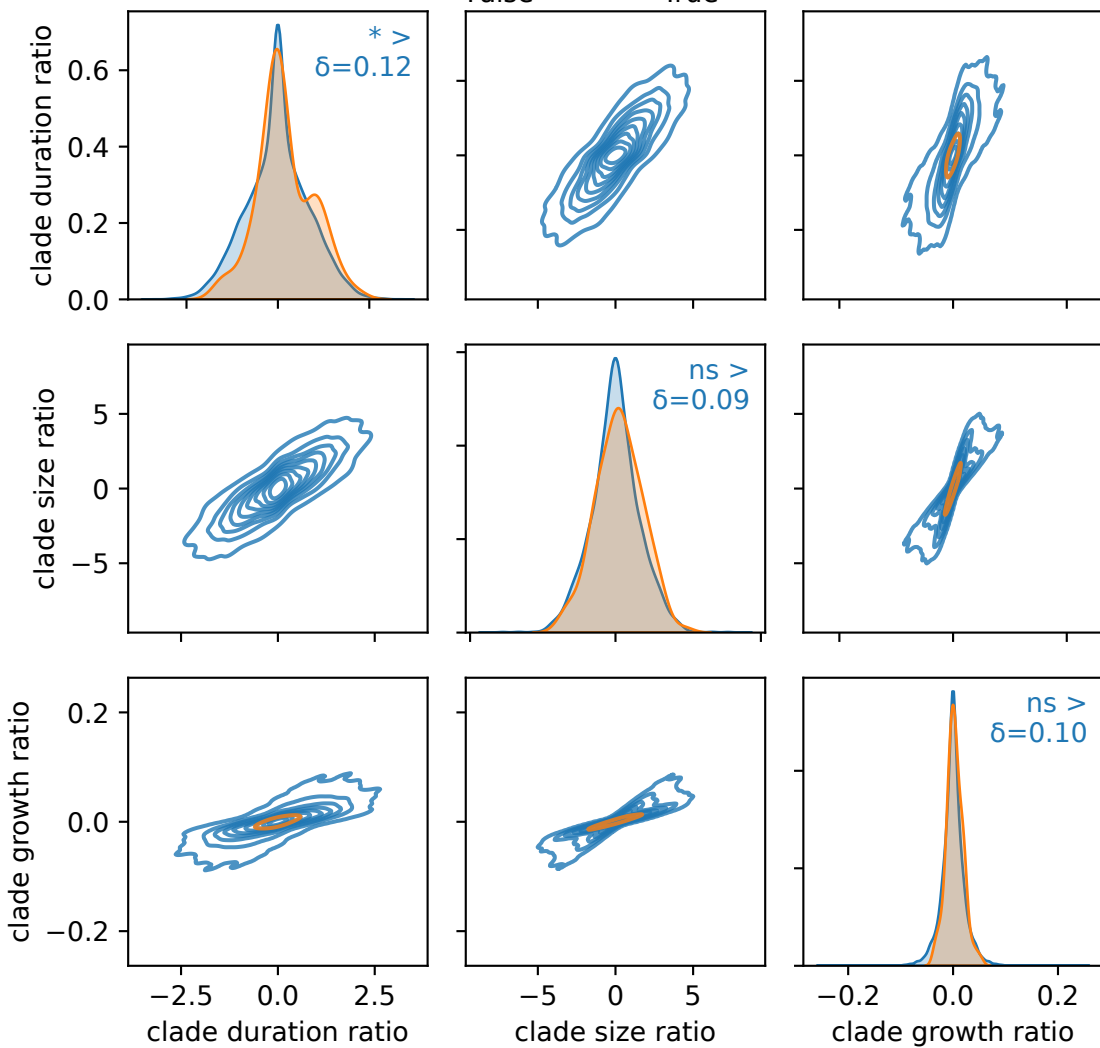 clade duration ratio
0.6
0.4
0.2
0.0
* >
δ=0.12
clade size ratio
5
0
−5
ns >
δ=0.09
clade growth ratio
0.2
0.0
−0.2
ns >
δ=0.10
−2.5 0.0 2.5
−5 0 5
−0.2 0.0 0.2
clade duration ratio
clade size ratio
clade growth ratio